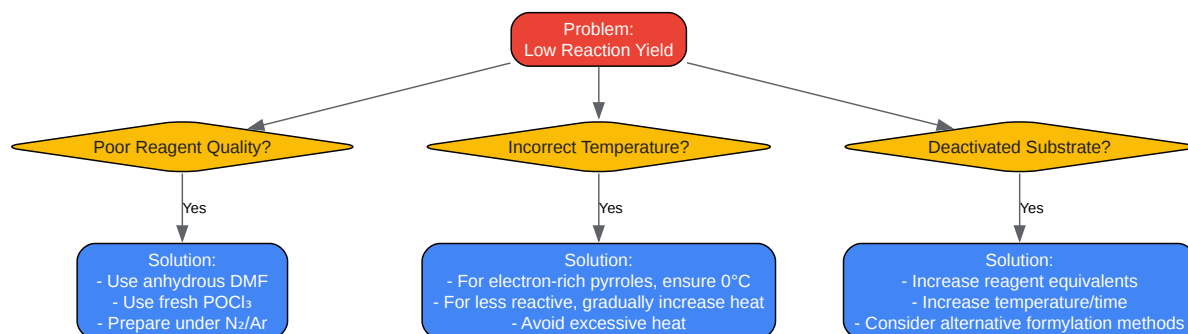 Problem:
Low Reaction Yield
Poor Reagent Quality?
Incorrect Temperature?
Deactivated Substrate?
Yes
Yes
Yes
Solution:
- Use anhydrous DMF
- Use fresh POCl₃
- Prepare under N₂/Ar
Solution:
- For electron-rich pyrroles, ensure 0°C
- For less reactive, gradually increase heat
- Avoid excessive heat
Solution:
- Increase reagent equivalents
- Increase temperature/time
- Consider alternative formylation methods